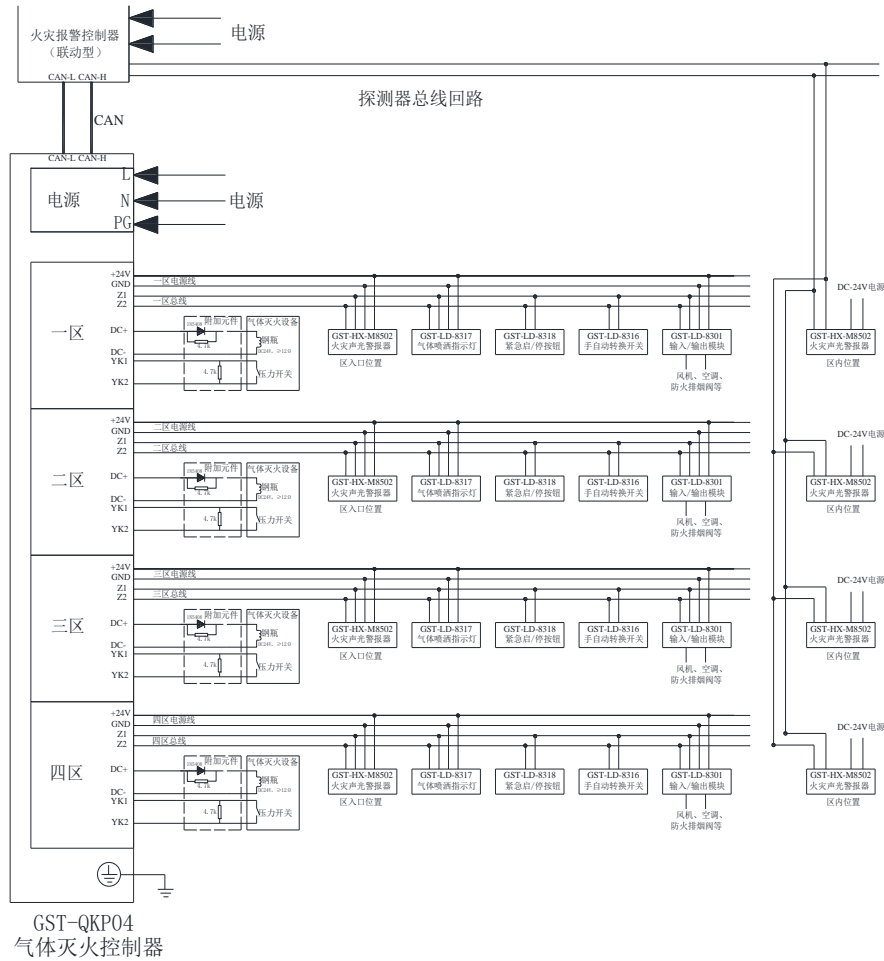 火灾报警控制器
（联动型）
电源
CAN-L CAN-H
探测器总线回路
CAN
CAN-L CAN-H
电源
L
N
PG
电源
一区
+24V
GND
Z1
Z2
DC+
DC-
YK1
YK2
一区电源线
一区总线
附加元件
4.7k
4.7k
气体灭火设备
钢瓶
压力开关
GST-HX-M8502
火灾声光警报器
区入口位置
GST-LD-8317
气体喷洒指示灯
GST-LD-8318
紧急启/停按钮
GST-LD-8316
手自动转换开关
GST-LD-8301
输入/输出模块
风机、空调、
防火排烟阀等
DC-24V电源
GST-HX-M8502
火灾声光警报器
区内位置
二区
+24V
GND
Z1
Z2
DC+
DC-
YK1
YK2
二区电源线
二区总线
附加元件
4.7k
4.7k
气体灭火设备
钢瓶
压力开关
GST-HX-M8502
火灾声光警报器
区入口位置
GST-LD-8317
气体喷洒指示灯
GST-LD-8318
紧急启/停按钮
GST-LD-8316
手自动转换开关
GST-LD-8301
输入/输出模块
风机、空调、
防火排烟阀等
DC-24V电源
GST-HX-M8502
火灾声光警报器
区内位置
三区
+24V
GND
Z1
Z2
DC+
DC-
YK1
YK2
三区电源线
三区总线
附加元件
4.7k
4.7k
气体灭火设备
钢瓶
压力开关
GST-HX-M8502
火灾声光警报器
区入口位置
GST-LD-8317
气体喷洒指示灯
GST-LD-8318
紧急启/停按钮
GST-LD-8316
手自动转换开关
GST-LD-8301
输入/输出模块
风机、空调、
防火排烟阀等
DC-24V电源
GST-HX-M8502
火灾声光警报器
区内位置
四区
+24V
GND
Z1
Z2
DC+
DC-
YK1
YK2
四区电源线
四区总线
附加元件
4.7k
4.7k
气体灭火设备
钢瓶
压力开关
GST-HX-M8502
火灾声光警报器
区入口位置
GST-LD-8317
气体喷洒指示灯
GST-LD-8318
紧急启/停按钮
GST-LD-8316
手自动转换开关
GST-LD-8301
输入/输出模块
风机、空调、
防火排烟阀等
DC-24V电源
GST-HX-M8502
火灾声光警报器
区内位置
GST-QKP04
气体灭火控制器